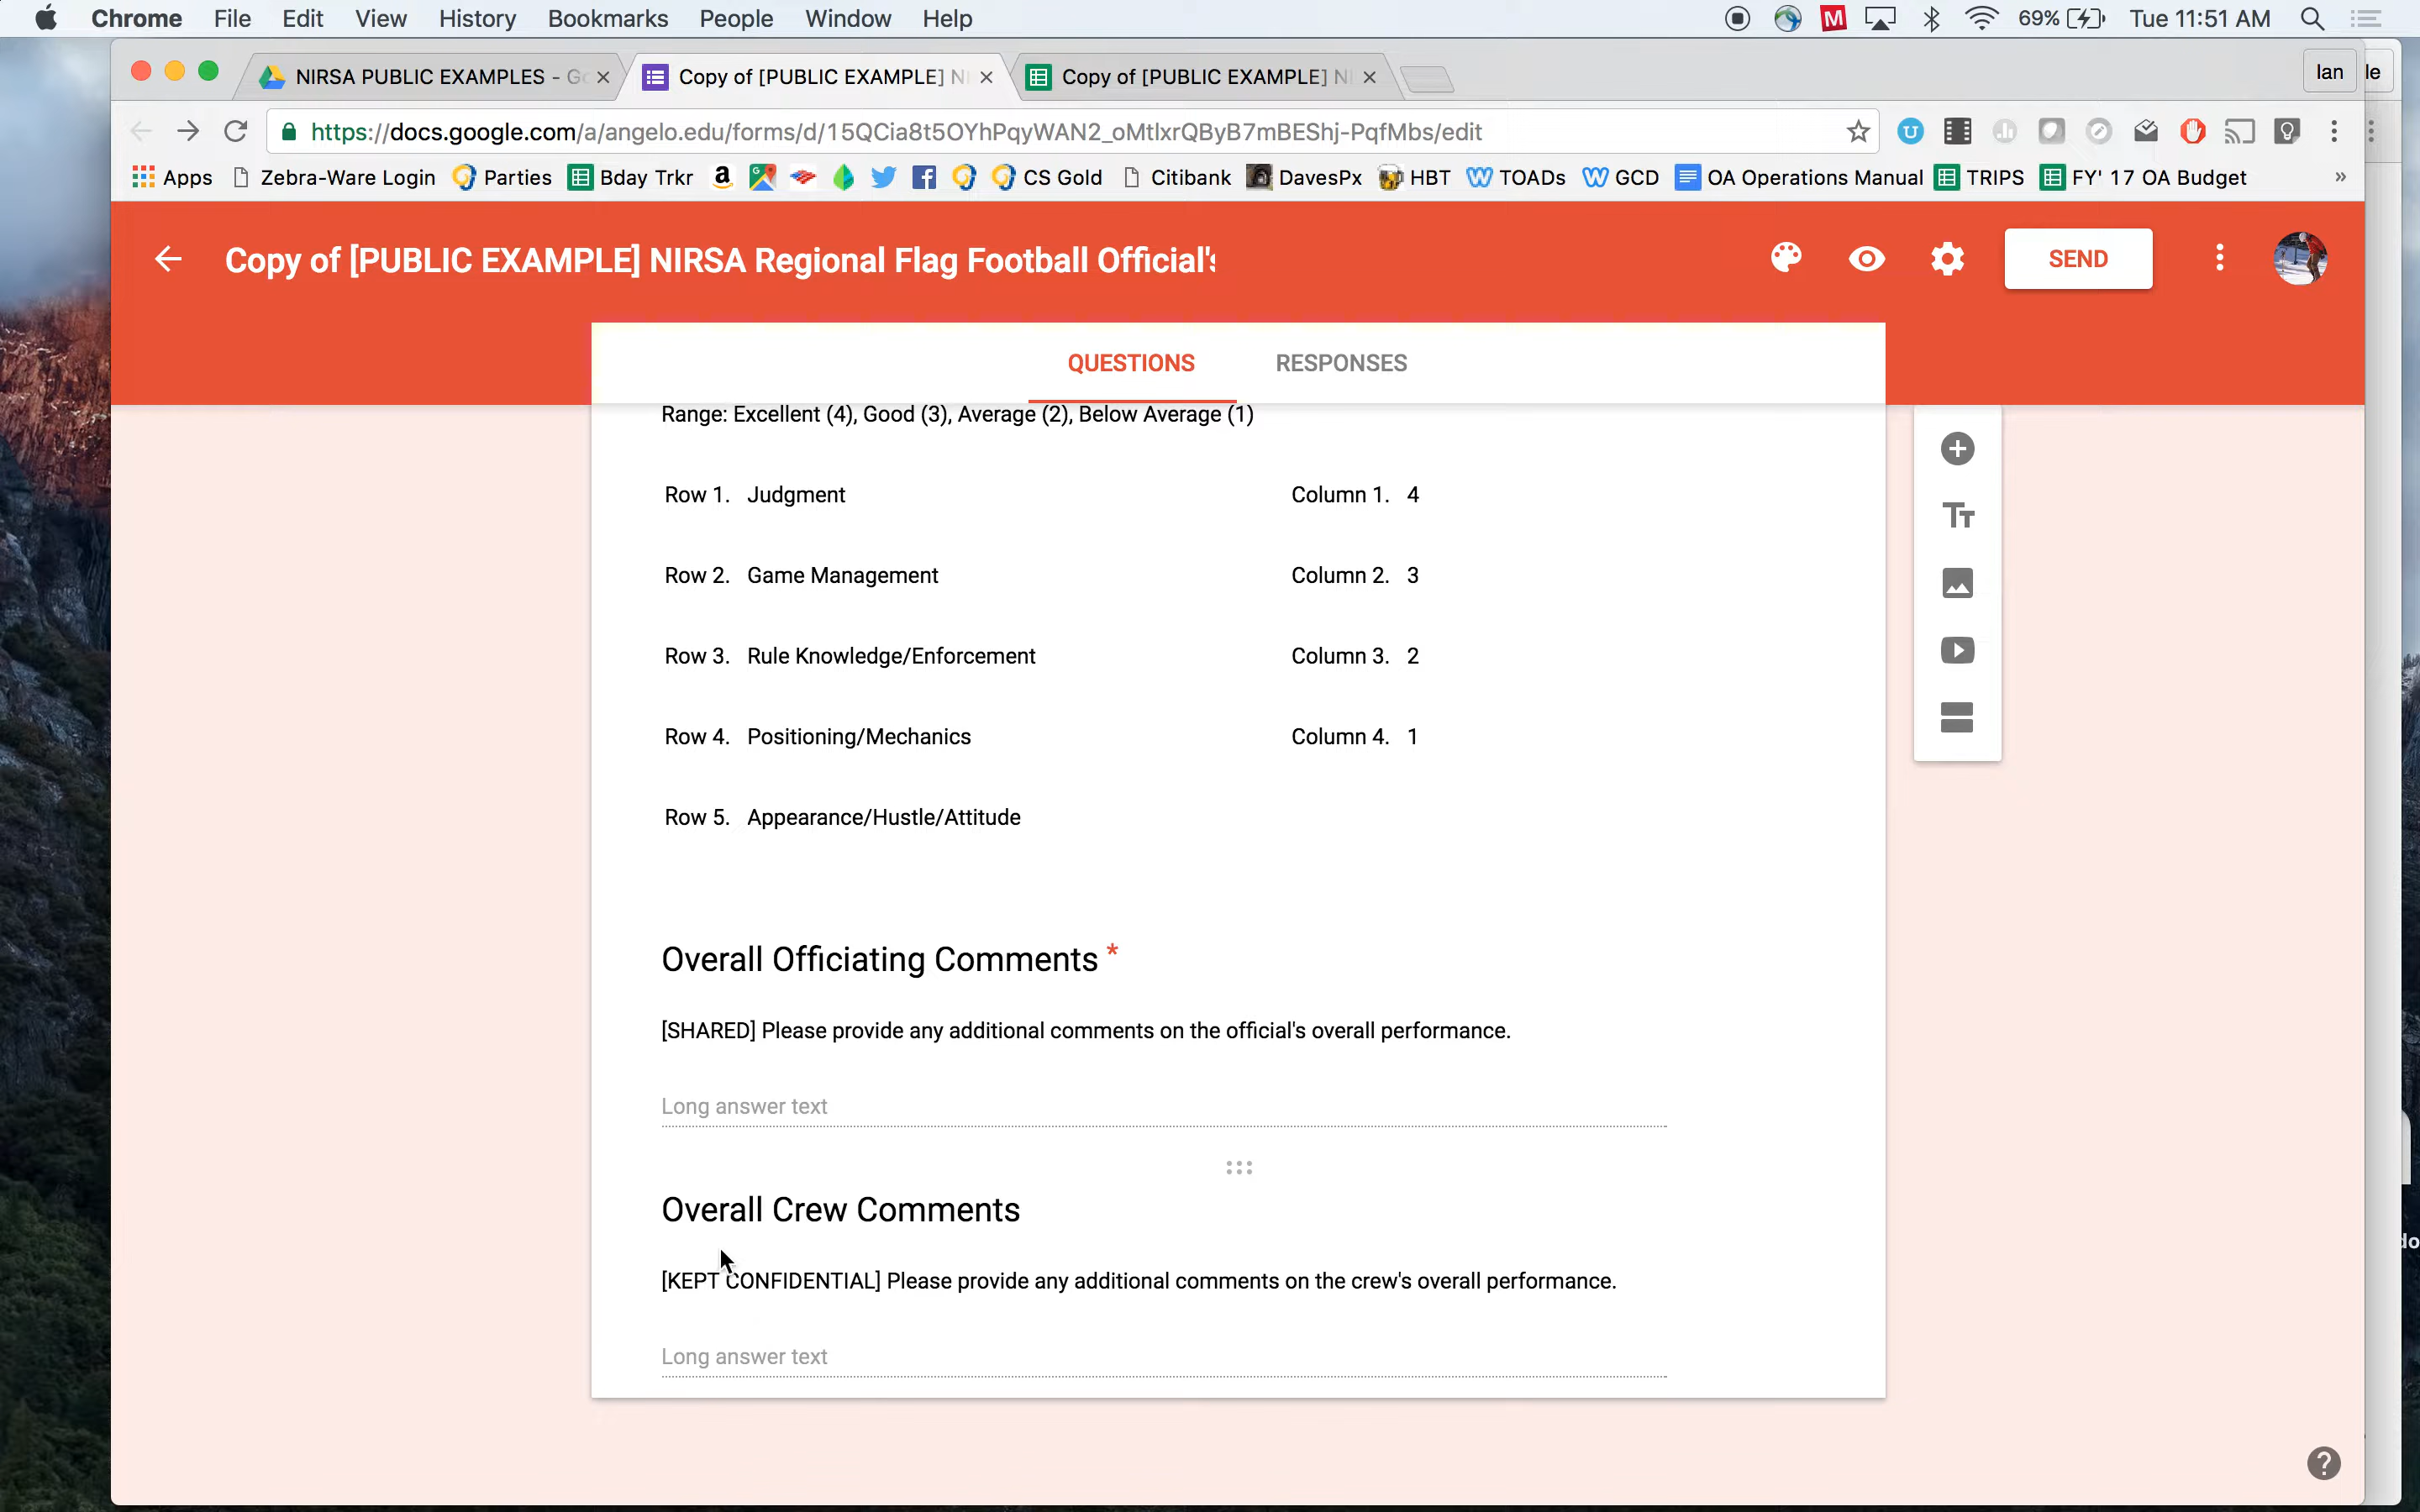 Chrome File Edit View History Bookmarks People Window Help 69% Tue 11:51 AM
NIRSA PUBLIC EXAMPLES - Go Copy of [PUBLIC EXAMPLE] NI Copy of [PUBLIC EXAMPLE] NI Ian le
https://docs.google.com/a/angelo.edu/forms/d/15QCia8t5OYhPqyWAN2_oMtlxrQByB7mBEShj-PqfMbs/edit
Apps Zebra-Ware Login Parties Bday Trkr CS Gold Citibank DavesPx HBT TOADs GCD OA Operations Manual TRIPS FY' 17 OA Budget »
Copy of [PUBLIC EXAMPLE] NIRSA Regional Flag Football Official's SEND
QUESTIONS RESPONSES
Range: Excellent (4), Good (3), Average (2), Below Average (1)
Row 1. Judgment Column 1. 4
Row 2. Game Management Column 2. 3
Row 3. Rule Knowledge/Enforcement Column 3. 2
Row 4. Positioning/Mechanics Column 4. 1
Row 5. Appearance/Hustle/Attitude
Overall Officiating Comments *
[SHARED] Please provide any additional comments on the official's overall performance.
Long answer text
Overall Crew Comments
[KEPT CONFIDENTIAL] Please provide any additional comments on the crew's overall performance.
Long answer text